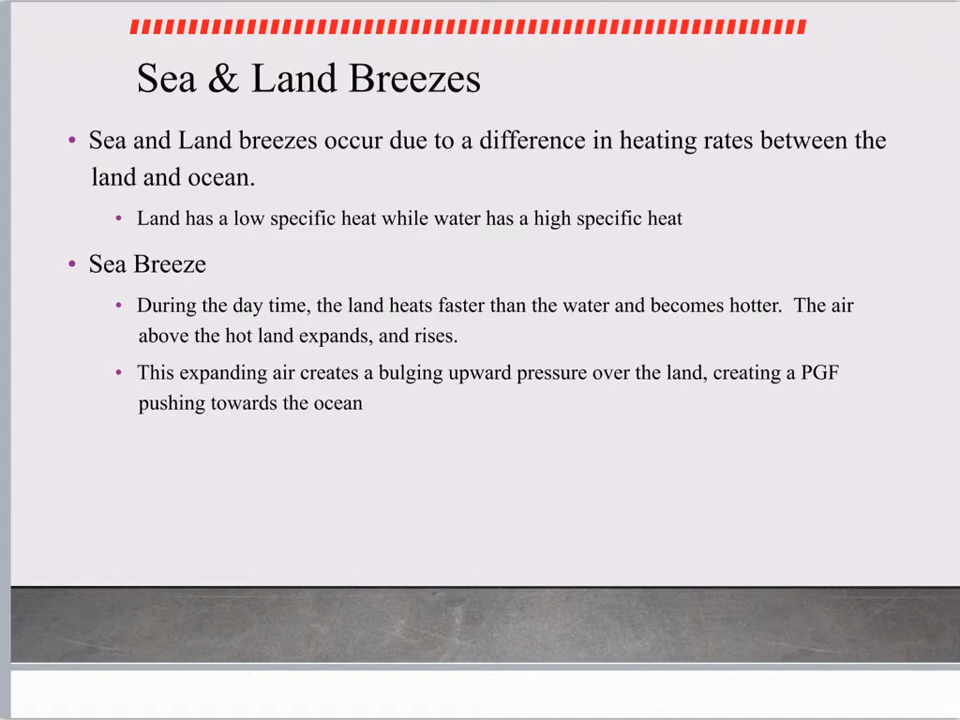 Sea & Land Breezes
• Sea and Land breezes occur due to a difference in heating rates between the
land and ocean.
• Land has a low specific heat while water has a high specific heat
• Sea Breeze
• During the day time, the land heats faster than the water and becomes hotter.  The air
above the hot land expands, and rises.
• This expanding air creates a bulging upward pressure over the land, creating a PGF
pushing towards the ocean